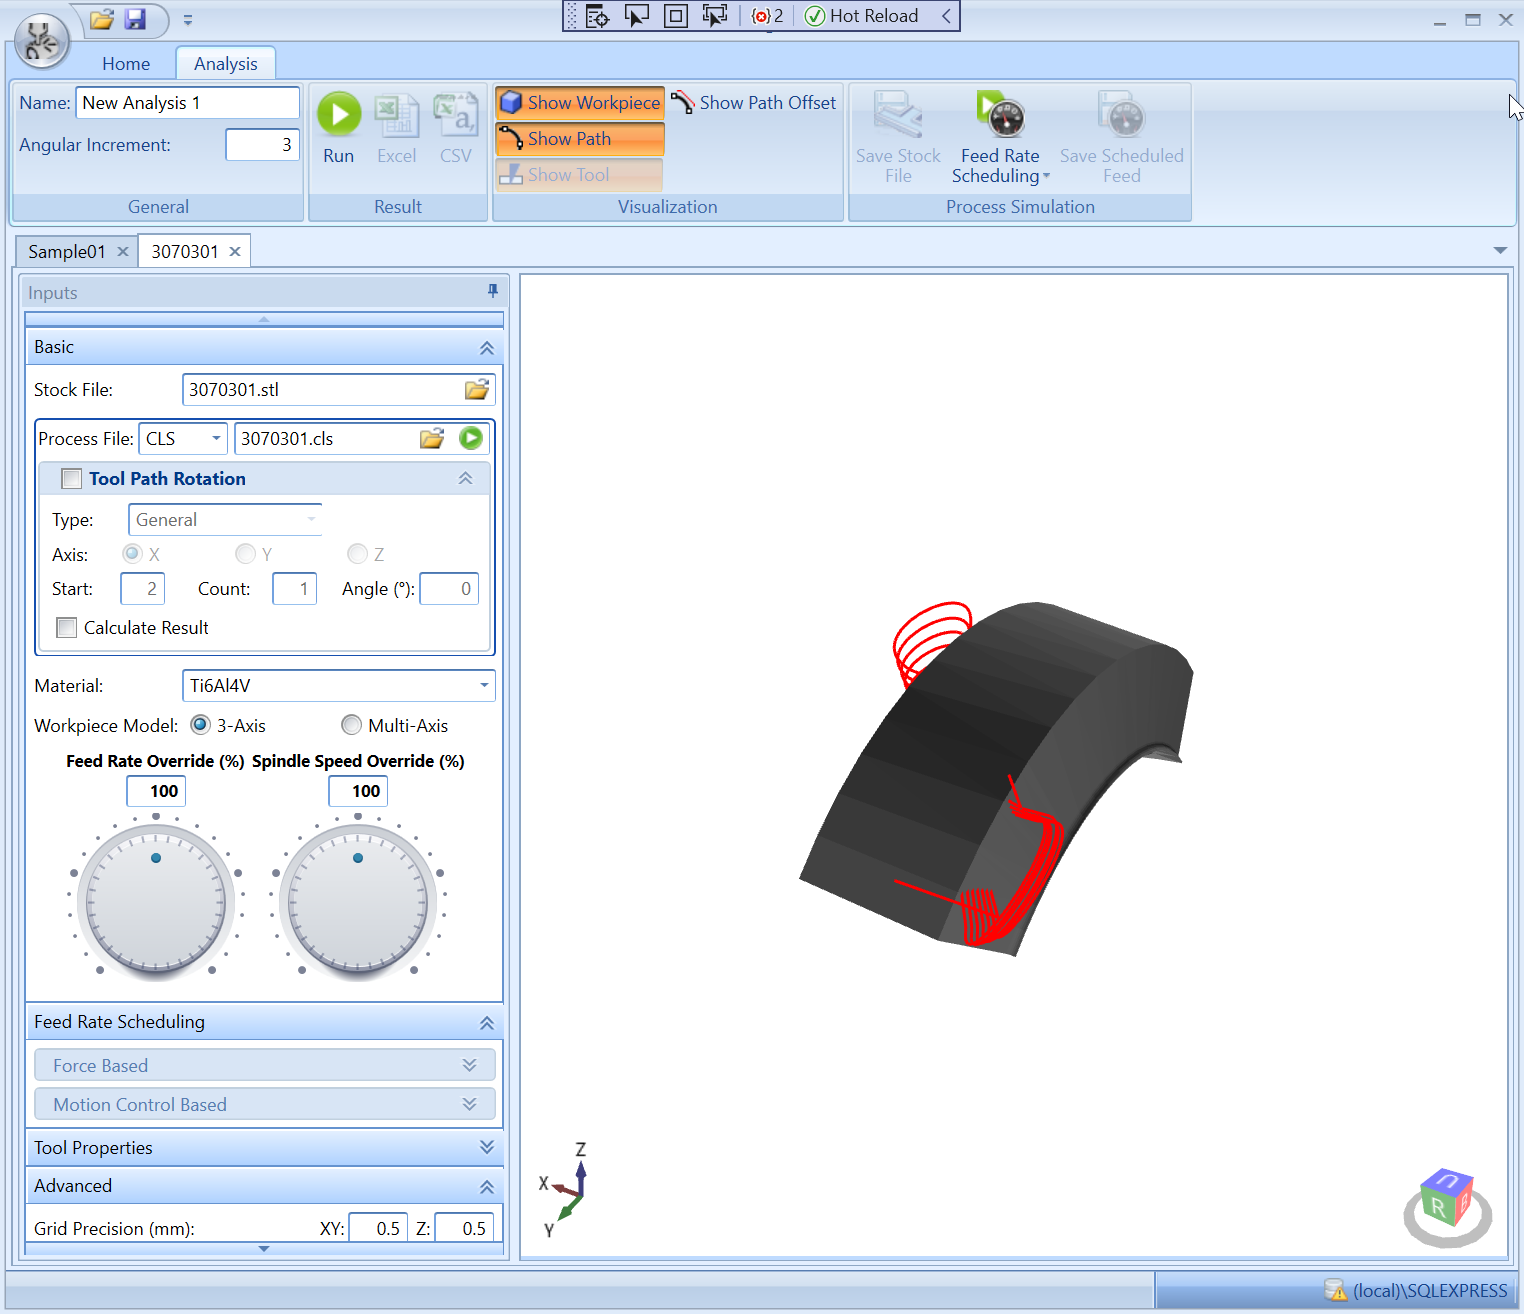 2 Hot Reload
Home Analysis
Name: New Analysis 1
Angular Increment: 3
General
Run Excel CSV
Result
Show Workpiece Show Path Offset
Show Path
Show Tool
Visualization
Save Stock File
Feed Rate Scheduling
Save Scheduled Feed
Process Simulation
Sample01 3070301
Inputs
Basic
Stock File: 3070301.stl
Process File: CLS 3070301.cls
Tool Path Rotation
Type: General
Axis: X Y Z
Start: 2 Count: 1 Angle (°): 0
Calculate Result
Material: Ti6Al4V
Workpiece Model: 3-Axis Multi-Axis
Feed Rate Override (%) Spindle Speed Override (%)
100 100
Feed Rate Scheduling
Force Based
Motion Control Based
Tool Properties
Advanced
Grid Precision (mm): XY: 0.5 Z: 0.5
Z
X
Y
U
R B
(local)\SQLEXPRESS